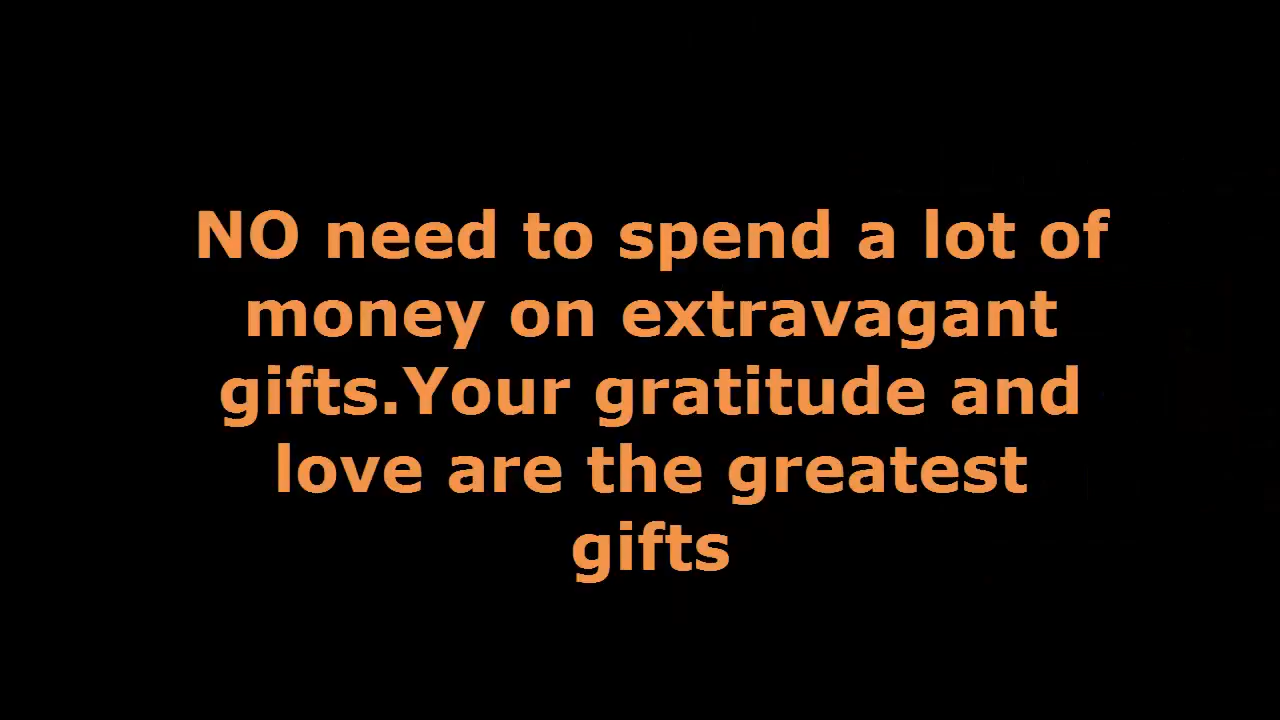 NO need to spend a lot of
money on extravagant
gifts.Your gratitude and
love are the greatest
gifts